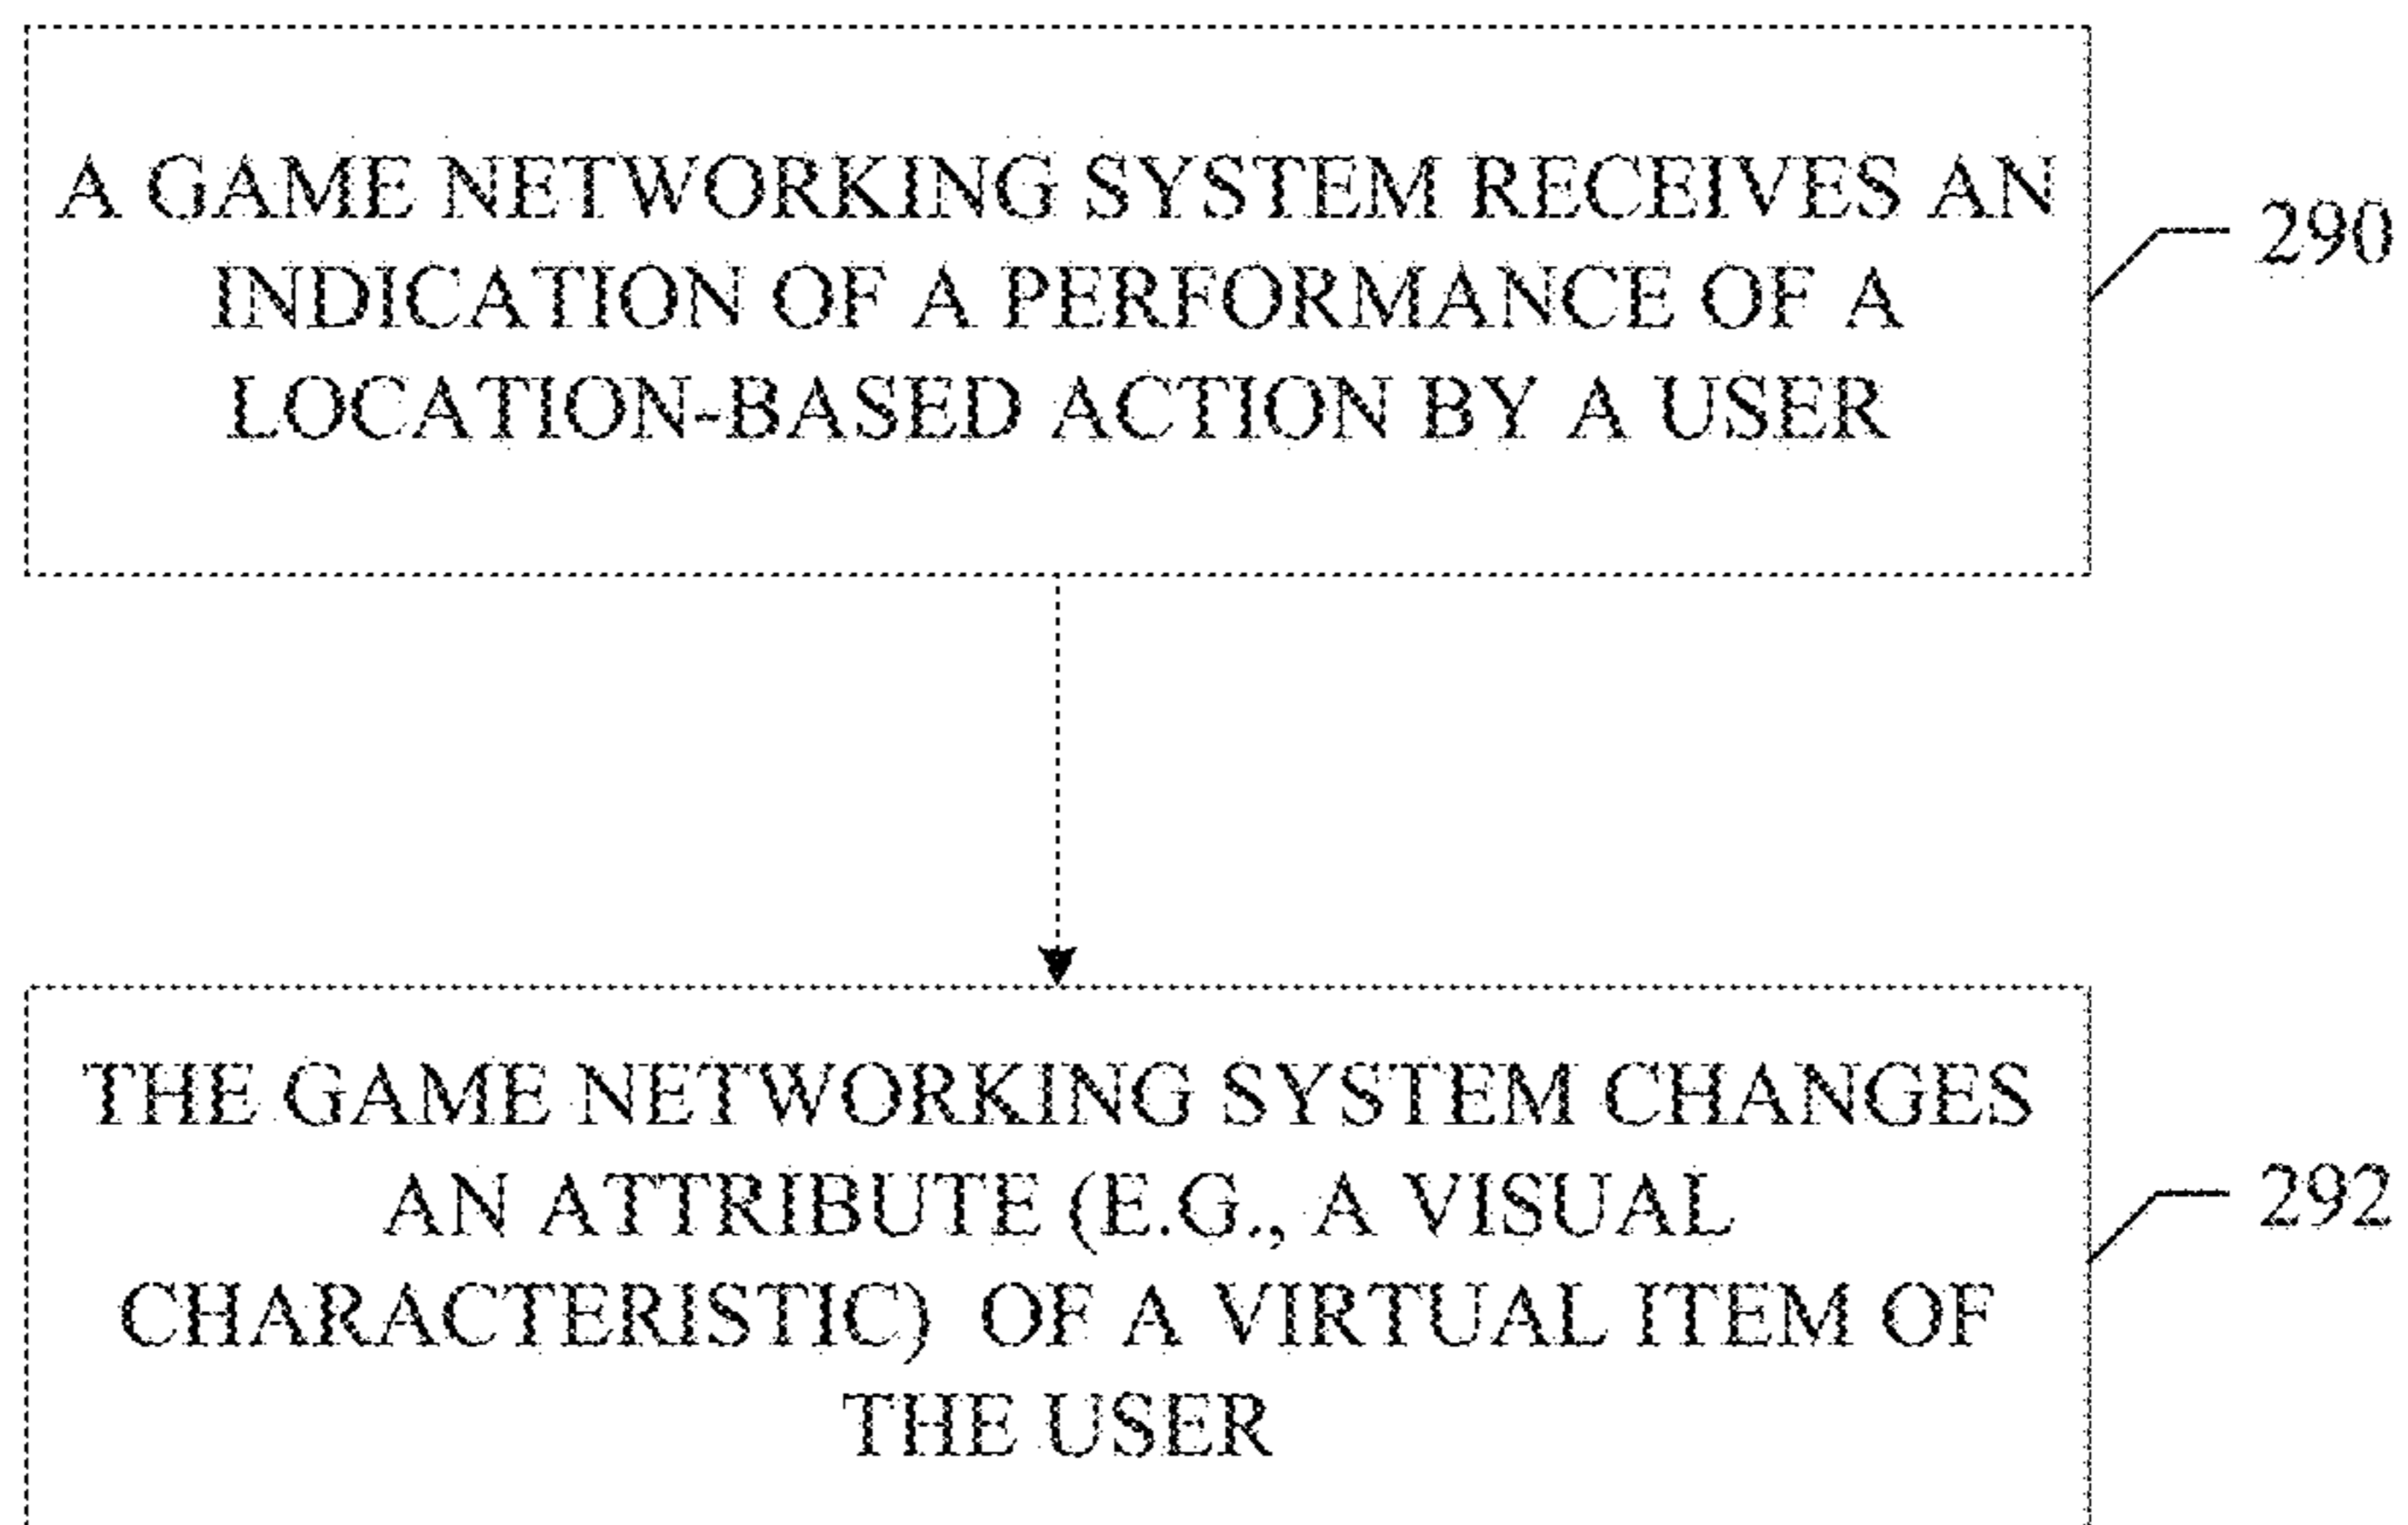 A GAME NETWORKING SYSTEM RECEIVES AN
INDICATION OF A PERFORMANCE OF A
LOCATION-BASED ACTION BY A USER
290
THE GAME NETWORKING SYSTEM CHANGES
AN ATTRIBUTE (E.G., A VISUAL
CHARACTERISTIC) OF A VIRTUAL ITEM OF
THE USER
292